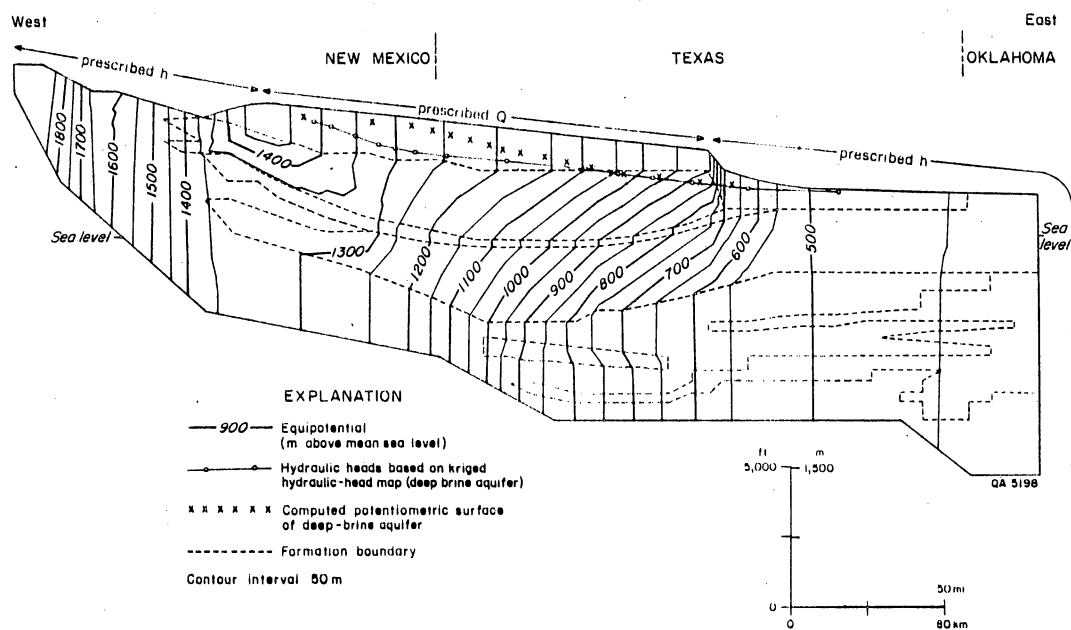 West
East
NEW MEXICO
TEXAS
OKLAHOMA
prescribed h
prescribed Q
prescribed h
1800
1700
1600
1500
1400
1400
1300
1200
1100
1000
900
800
700
600
500
Sea level
Sea level
EXPLANATION
900 Equipotential
(m above mean sea level)
Hydraulic heads based on kriged
hydraulic-head map (deep brine aquifer)
x x x x x x Computed potentiometric surface
of deep-brine aquifer
Formation boundary
Contour interval 50 m
ft m
5,000 1,500
QA 5198
0
50 mi
0 80 km